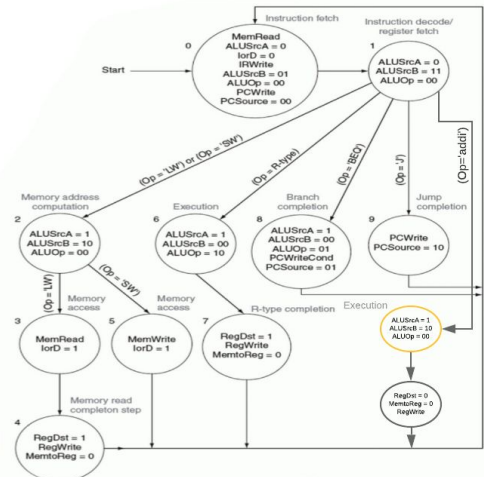 Instruction fetch
0
MemRead
ALUSrcA = 0
IorD = 0
IRWrite
ALUSrcB = 01
ALUOp = 00
PCWrite
PCSource = 00
Start
Instruction decode/
register fetch
1
ALUSrcA = 0
ALUSrcB = 11
ALUOp = 00
(Op = 'LW') or (Op = 'SW')
(Op = R-type)
(Op = 'BEQ')
(Op = 'J')
(Op='addi')
Memory address
computation
2
ALUSrcA = 1
ALUSrcB = 10
ALUOp = 00
Execution
6
ALUSrcA = 1
ALUSrcB = 00
ALUOp = 10
Branch
completion
8
ALUSrcA = 1
ALUSrcB = 00
ALUOp = 01
PCWriteCond
PCSource = 01
Jump
completion
9
PCWrite
PCSource = 10
(Op = 'LW')
(Op = 'SW')
Memory
access
3
MemRead
IorD = 1
Memory
access
5
MemWrite
IorD = 1
R-type completion
7
RegDst = 1
RegWrite
MemtoReg = 0
Execution
ALUSrcA = 1
ALUSrcB = 10
ALUOp = 00
RegDst = 0
MemtoReg = 0
RegWrite
Memory read
completon step
4
RegDst = 1
RegWrite
MemtoReg = 0